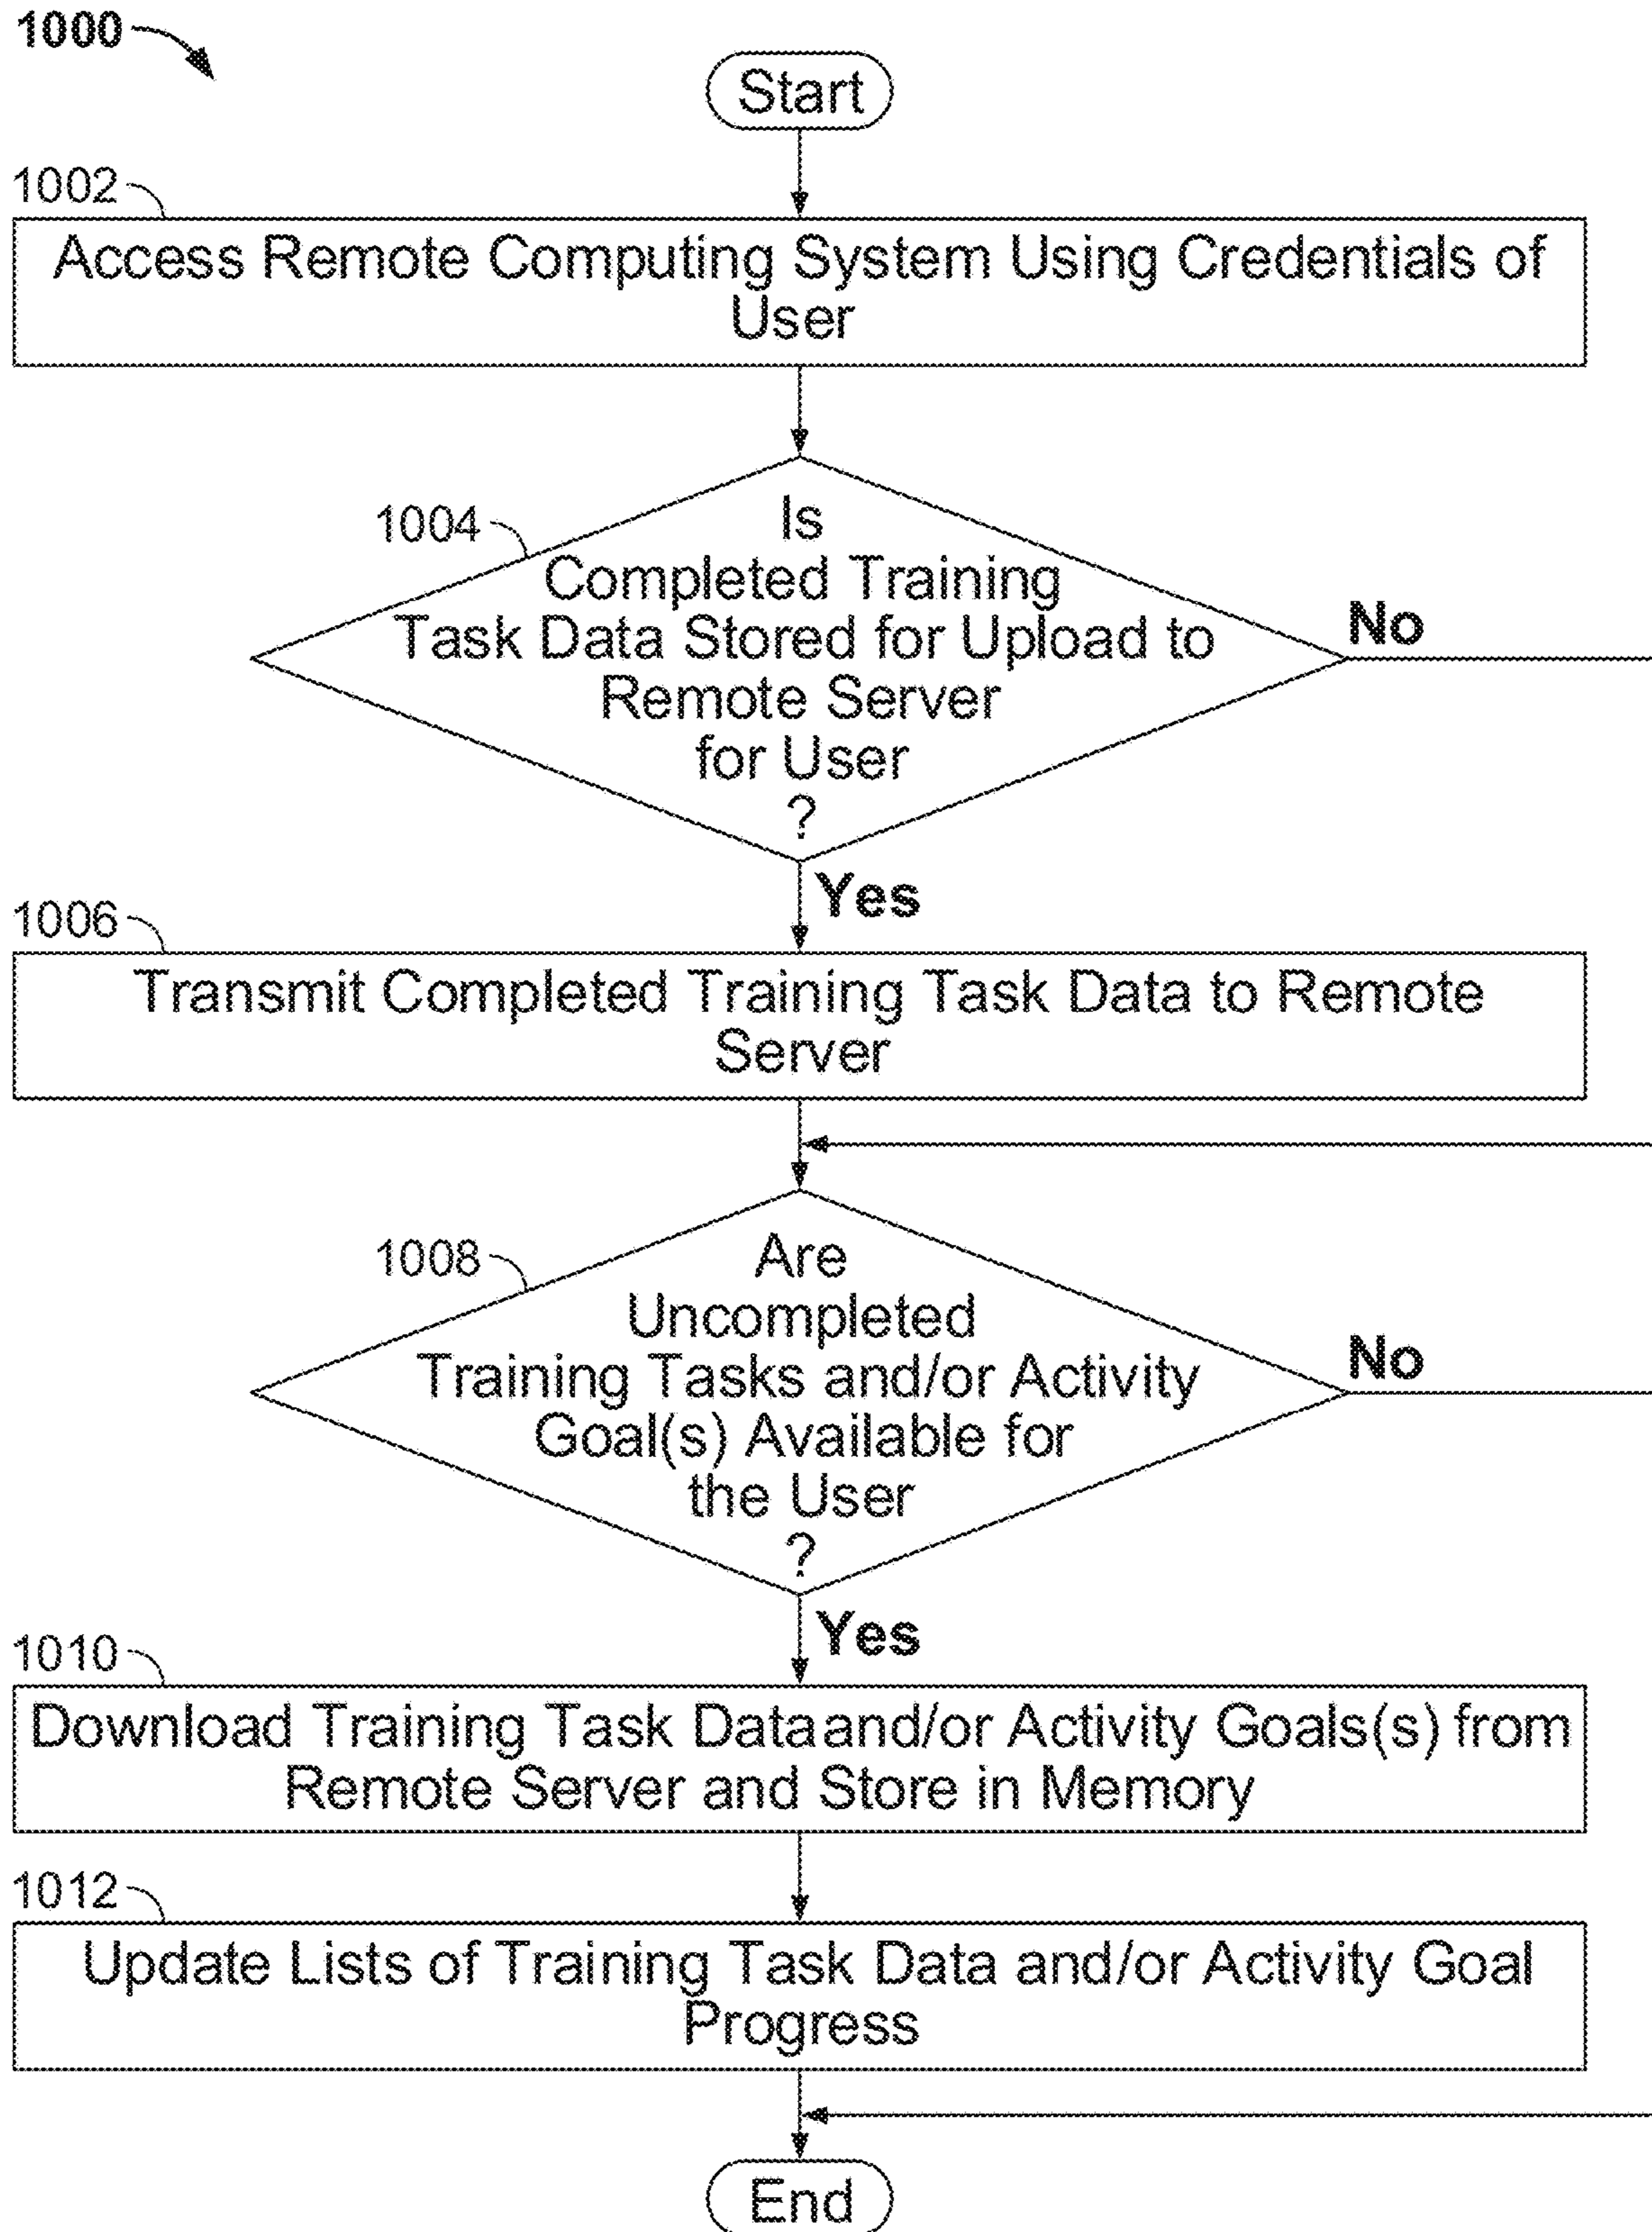 1000
Start
1002
Access Remote Computing System Using Credentials of
User
1004
Is
Completed Training
Task Data Stored for Upload to
Remote Server
for User
?
No
Yes
1006
Transmit Completed Training Task Data to Remote
Server
1008
Are
Uncompleted
Training Tasks and/or Activity
Goal(s) Available for
the User
?
No
Yes
1010
Download Training Task Dataand/or Activity Goals(s) from
Remote Server and Store in Memory
1012
Update Lists of Training Task Data and/or Activity Goal
Progress
End